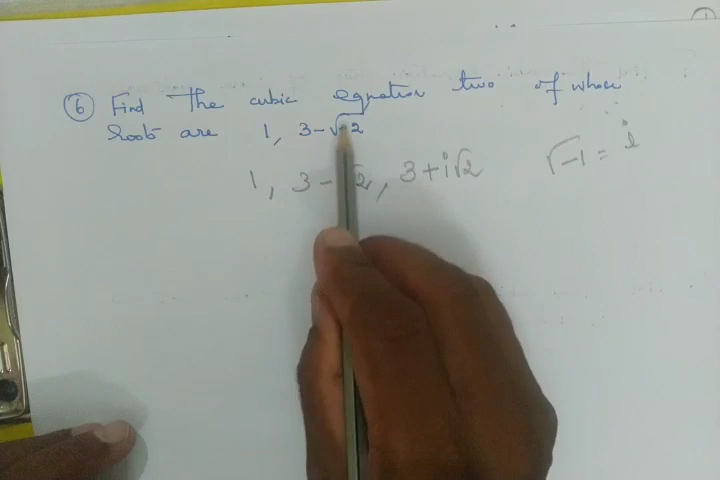 ⑥ Find The cubic equation two of whose
Roots are 1, 3-√-2
1, 3-√2, 3+i√2 √-1 = i